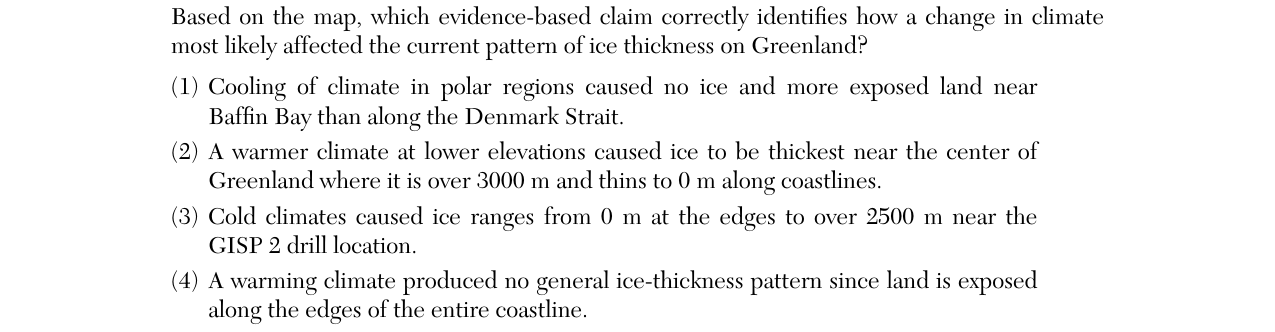 Based on the map, which evidence-based claim correctly identifies how a change in climate
most likely affected the current pattern of ice thickness on Greenland?
(1) Cooling of climate in polar regions caused no ice and more exposed land near
Baffin Bay than along the Denmark Strait.
(2) A warmer climate at lower elevations caused ice to be thickest near the center of
Greenland where it is over 3000 m and thins to 0 m along coastlines.
(3) Cold climates caused ice ranges from 0 m at the edges to over 2500 m near the
GISP 2 drill location.
(4) A warming climate produced no general ice-thickness pattern since land is exposed
along the edges of the entire coastline.